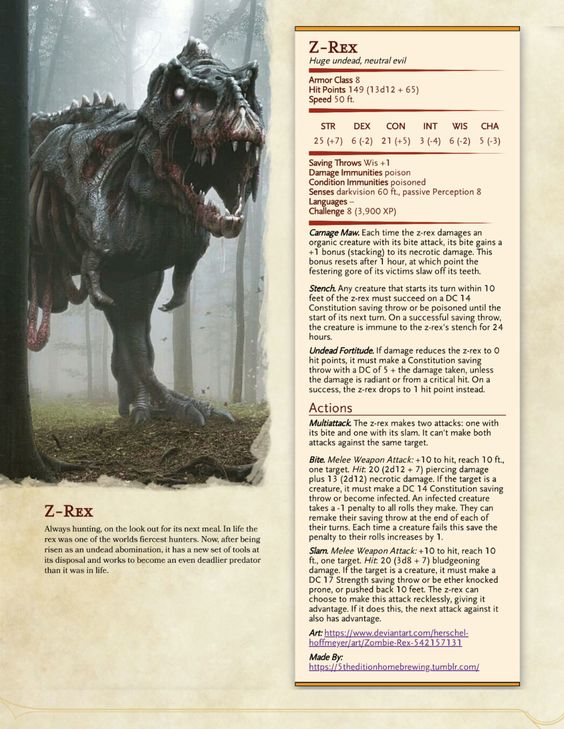 Z-Rex
Always hunting, on the look out for its next meal. In life the
rex was one of the worlds fiercest hunters. Now, after being
risen as an undead abomination, it has a new set of tools at
its disposal and works to become an even deadlier predator
than it was in life.
Z-Rex
Huge undead, neutral evil
Armor Class 8
Hit Points 149 (13d12 + 65)
Speed 50 ft.
STR DEX CON INT WIS CHA
25 (+7) 6 (-2) 21 (+5) 3 (-4) 6 (-2) 5 (-3)
Saving Throws Wis +1
Damage Immunities poison
Condition Immunities poisoned
Senses darkvision 60 ft., passive Perception 8
Languages –
Challenge 8 (3,900 XP)
Carnage Maw. Each time the z-rex damages an
organic creature with its bite attack, its bite gains a
+1 bonus (stacking) to its necrotic damage. This
bonus resets after 1 hour, at which point the
festering gore of its victims slaw off its teeth.
Stench. Any creature that starts its turn within 10
feet of the z-rex must succeed on a DC 14
Constitution saving throw or be poisoned until the
start of its next turn. On a successful saving throw,
the creature is immune to the z-rex's stench for 24
hours.
Undead Fortitude. If damage reduces the z-rex to 0
hit points, it must make a Constitution saving
throw with a DC of 5 + the damage taken, unless
the damage is radiant or from a critical hit. On a
success, the z-rex drops to 1 hit point instead.
Actions
Multiattack. The z-rex makes two attacks: one with
its bite and one with its slam. It can't make both
attacks against the same target.
Bite. Melee Weapon Attack: +10 to hit, reach 10 ft.,
one target. Hit: 20 (2d12 + 7) piercing damage
plus 13 (2d12) necrotic damage. If the target is a
creature, it must make a DC 14 Constitution saving
throw or become infected. An infected creature
takes a -1 penalty to all rolls they make. They can
remake their saving throw at the end of each of
their turns. Each time a creature fails this save the
penalty to their rolls increases by 1.
Slam. Melee Weapon Attack: +10 to hit, reach 10
ft., one target. Hit: 20 (3d8 + 7) bludgeoning
damage. If the target is a creature, it must make a
DC 17 Strength saving throw or be ether knocked
prone, or pushed back 10 feet. The z-rex can
choose to make this attack recklessly, giving it
advantage. If it does this, the next attack against it
also has advantage.
Art: https://www.deviantart.com/herschel-
hoffmeyer/art/Zombie-Rex-542157131
Made By:
https://5theditionhomebrewing.tumblr.com/